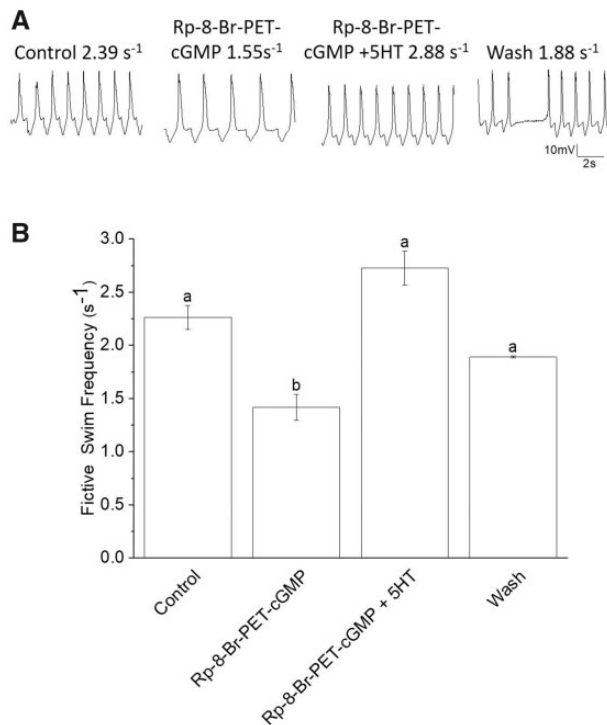 A
Control 2.39 s⁻¹
Rp-8-Br-PET-
cGMP 1.55s⁻¹
Rp-8-Br-PET-
cGMP +5HT 2.88 s⁻¹
Wash 1.88 s⁻¹
10mV
2s
B
Fictive Swim Frequency (s⁻¹)
3.0
2.5
2.0
1.5
1.0
0.5
0.0
a
b
a
a
Control
Rp-8-Br-PET-cGMP
Rp-8-Br-PET-cGMP + 5HT
Wash